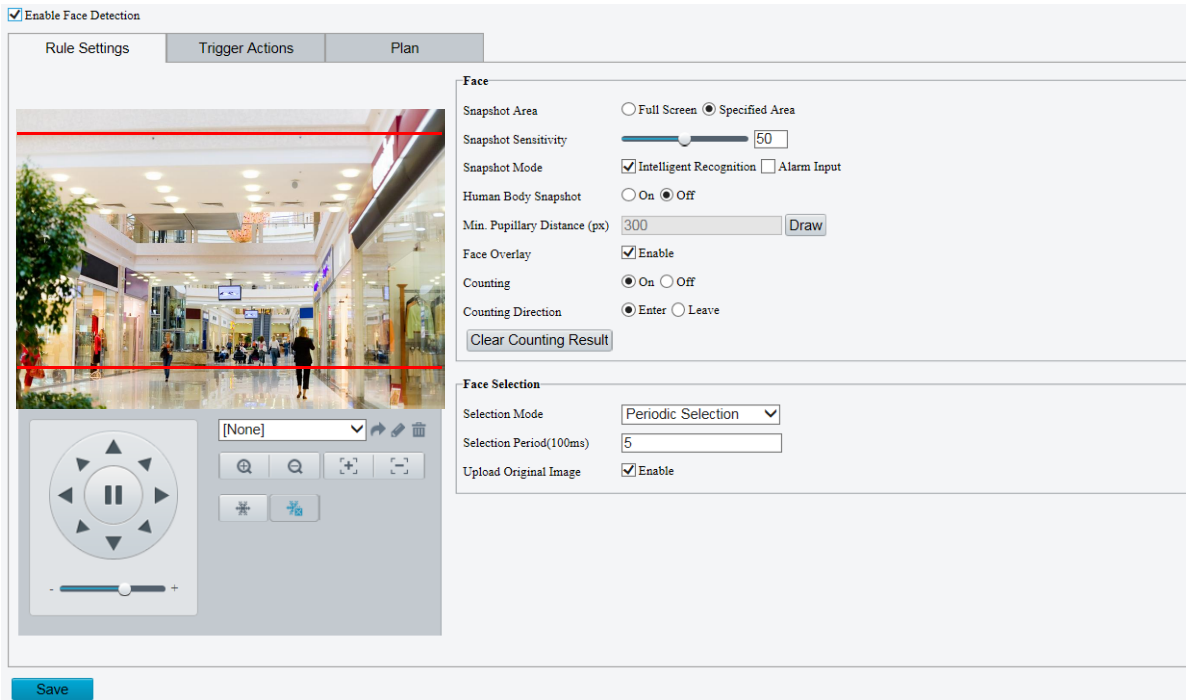 Enable Face Detection
Rule Settings Trigger Actions Plan
Face
Snapshot Area Full Screen Specified Area
Snapshot Sensitivity 50
Snapshot Mode Intelligent Recognition Alarm Input
Human Body Snapshot On Off
Min. Pupillary Distance (px) 300 Draw
Face Overlay Enable
Counting On Off
Counting Direction Enter Leave
Clear Counting Result
Face Selection
Selection Mode Periodic Selection
Selection Period(100ms) 5
Upload Original Image Enable
[None]
- +
Save